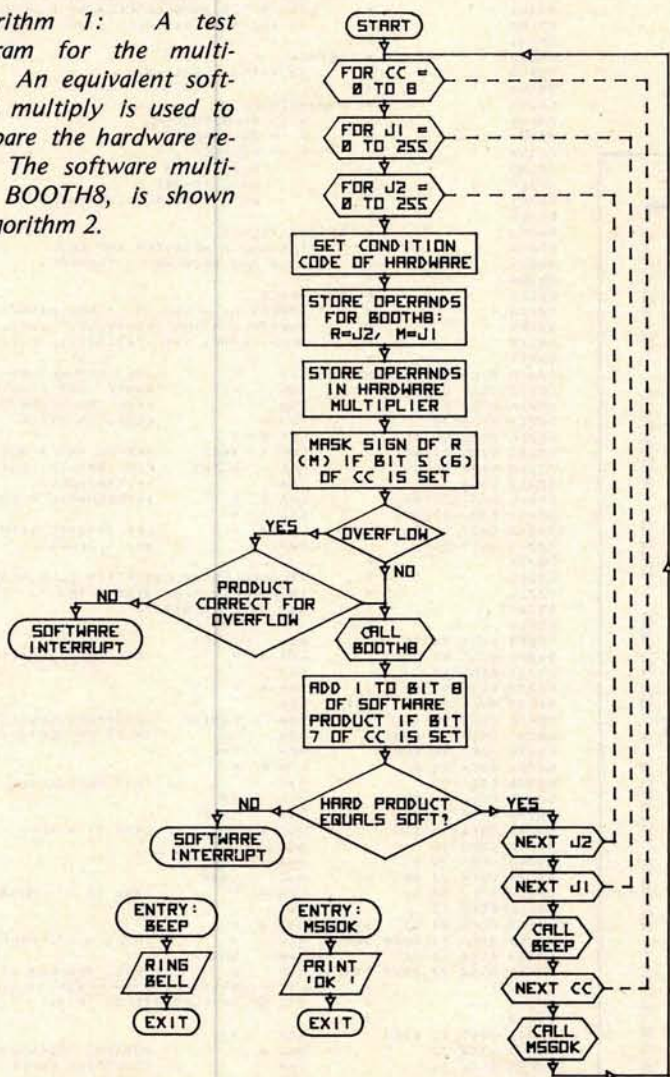 rithm 1: A test
ram for the multi-
An equivalent soft-
multiply is used to
pare the hardware re-
The software multi-
BOOTH8, is shown
gorithm 2.
START
FOR CC =
0 TO 8
FOR J1 =
0 TO 255
FOR J2 =
0 TO 255
SET CONDITION
CODE OF HARDWARE
STORE OPERANDS
FOR BOOTH8:
R=J2, M=J1
STORE OPERANDS
IN HARDWARE
MULTIPLIER
MASK SIGN OF R
(M) IF BIT 5 (6)
OF CC IS SET
OVERFLOW
YES
NO
PRODUCT
CORRECT FOR
OVERFLOW
NO
SOFTWARE
INTERRUPT
CALL
BOOTH8
ADD 1 TO BIT 8
OF SOFTWARE
PRODUCT IF BIT
7 OF CC IS SET
HARD PRODUCT
EQUALS SOFT?
NO
YES
SOFTWARE
INTERRUPT
NEXT J2
NEXT J1
CALL
BEEP
NEXT CC
CALL
MSGOK
ENTRY:
BEEP
RING
BELL
EXIT
ENTRY:
MSGOK
PRINT
'OK '
EXIT